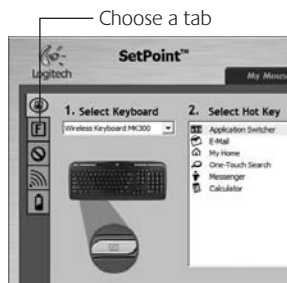 Choose a tab
Logitech
SetPoint™
My Mous
1. Select Keyboard
Wireless Keyboard MK300
2. Select Hot Key
Application Switcher
E-Mail
My Home
One-Touch Search
Messenger
Calculator
F